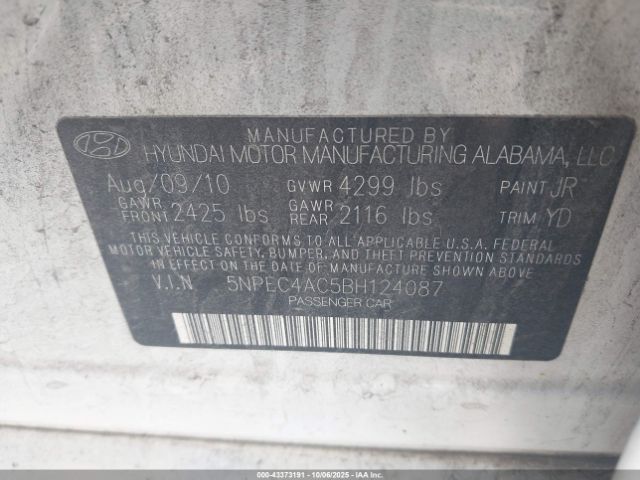 MANUFACTURED BY
HYUNDAI MOTOR MANUFACTURING ALABAMA, LLC
Aug/09/10 GVWR 4299 lbs PAINT JR
GAWR FRONT 2425 lbs GAWR REAR 2116 lbs TRIM YD
THIS VEHICLE CONFORMS TO ALL APPLICABLE U.S.A. FEDERAL
MOTOR VEHICLE SAFETY, BUMPER, AND THEFT PREVENTION
STANDARDS IN EFFECT ON THE DATE OF MANUFACTURE SHOWN ABOVE
V.I.N 5NPEC4AC5BH124087
PASSENGER CAR
000-43373191 - 10/06/2025 - IAAI.COM